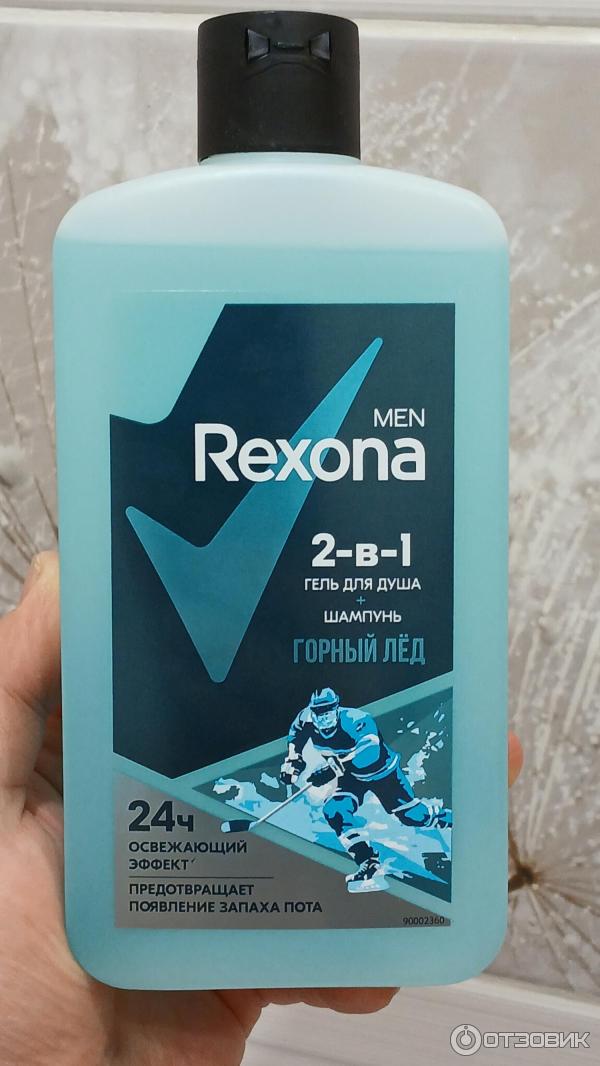 MEN
Rexona
2-в-1
ГЕЛЬ ДЛЯ ДУША
+
ШАМПУНЬ
ГОРНЫЙ ЛЁД
24ч
ОСВЕЖАЮЩИЙ
ЭФФЕКТ✓
ПРЕДОТВРАЩАЕТ
ПОЯВЛЕНИЕ ЗАПАХА ПОТА
90002360
ОТЗОВИК